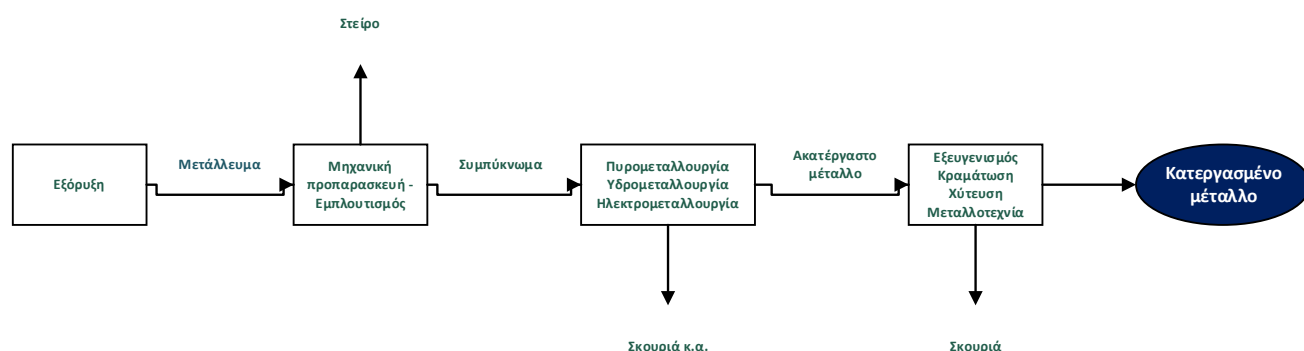 Στείρο
Εξόρυξη
Μετάλλευμα
Μηχανική
προπαρασκευή -
Εμπλουτισμός
Συμπύκνωμα
Πυρομεταλλουργία
Υδρομεταλλουργία
Ηλεκτρομεταλλουργία
Ακατέργαστο
μέταλλο
Εξευγενισμός
Κραμάτωση
Χύτευση
Μεταλλοτεχνία
Κατεργασμένο
μέταλλο
Σκουριά κ.α.
Σκουριά